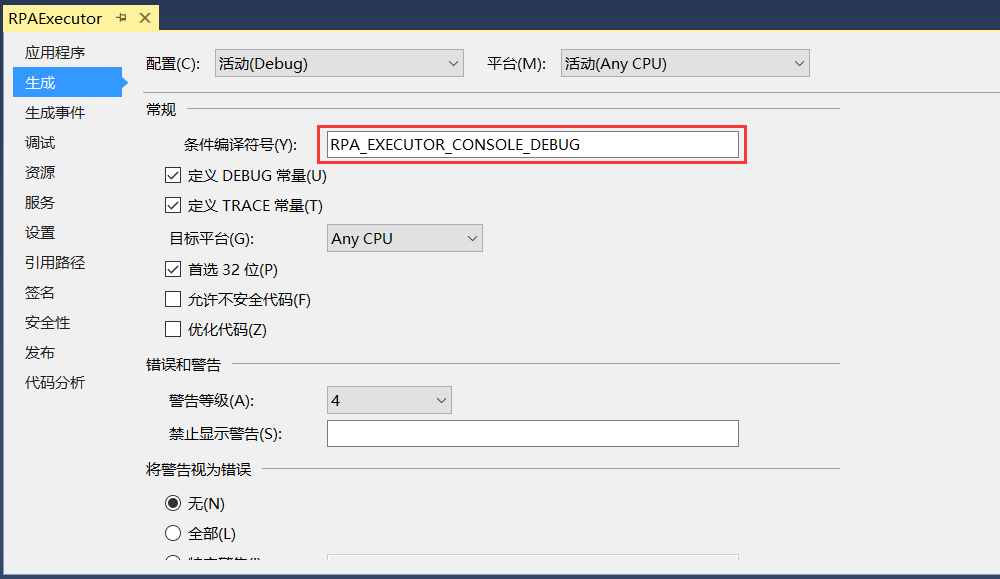 RPAExecutor
应用程序
生成
生成事件
调试
资源
服务
设置
引用路径
签名
安全性
发布
代码分析
配置(C): 活动(Debug) 平台(M): 活动(Any CPU)
常规
条件编译符号(Y): RPA_EXECUTOR_CONSOLE_DEBUG
定义 DEBUG 常量(U)
定义 TRACE 常量(T)
目标平台(G): Any CPU
首选 32 位(P)
允许不安全代码(F)
优化代码(Z)
错误和警告
警告等级(A): 4
禁止显示警告(S):
将警告视为错误
无(N)
全部(L)